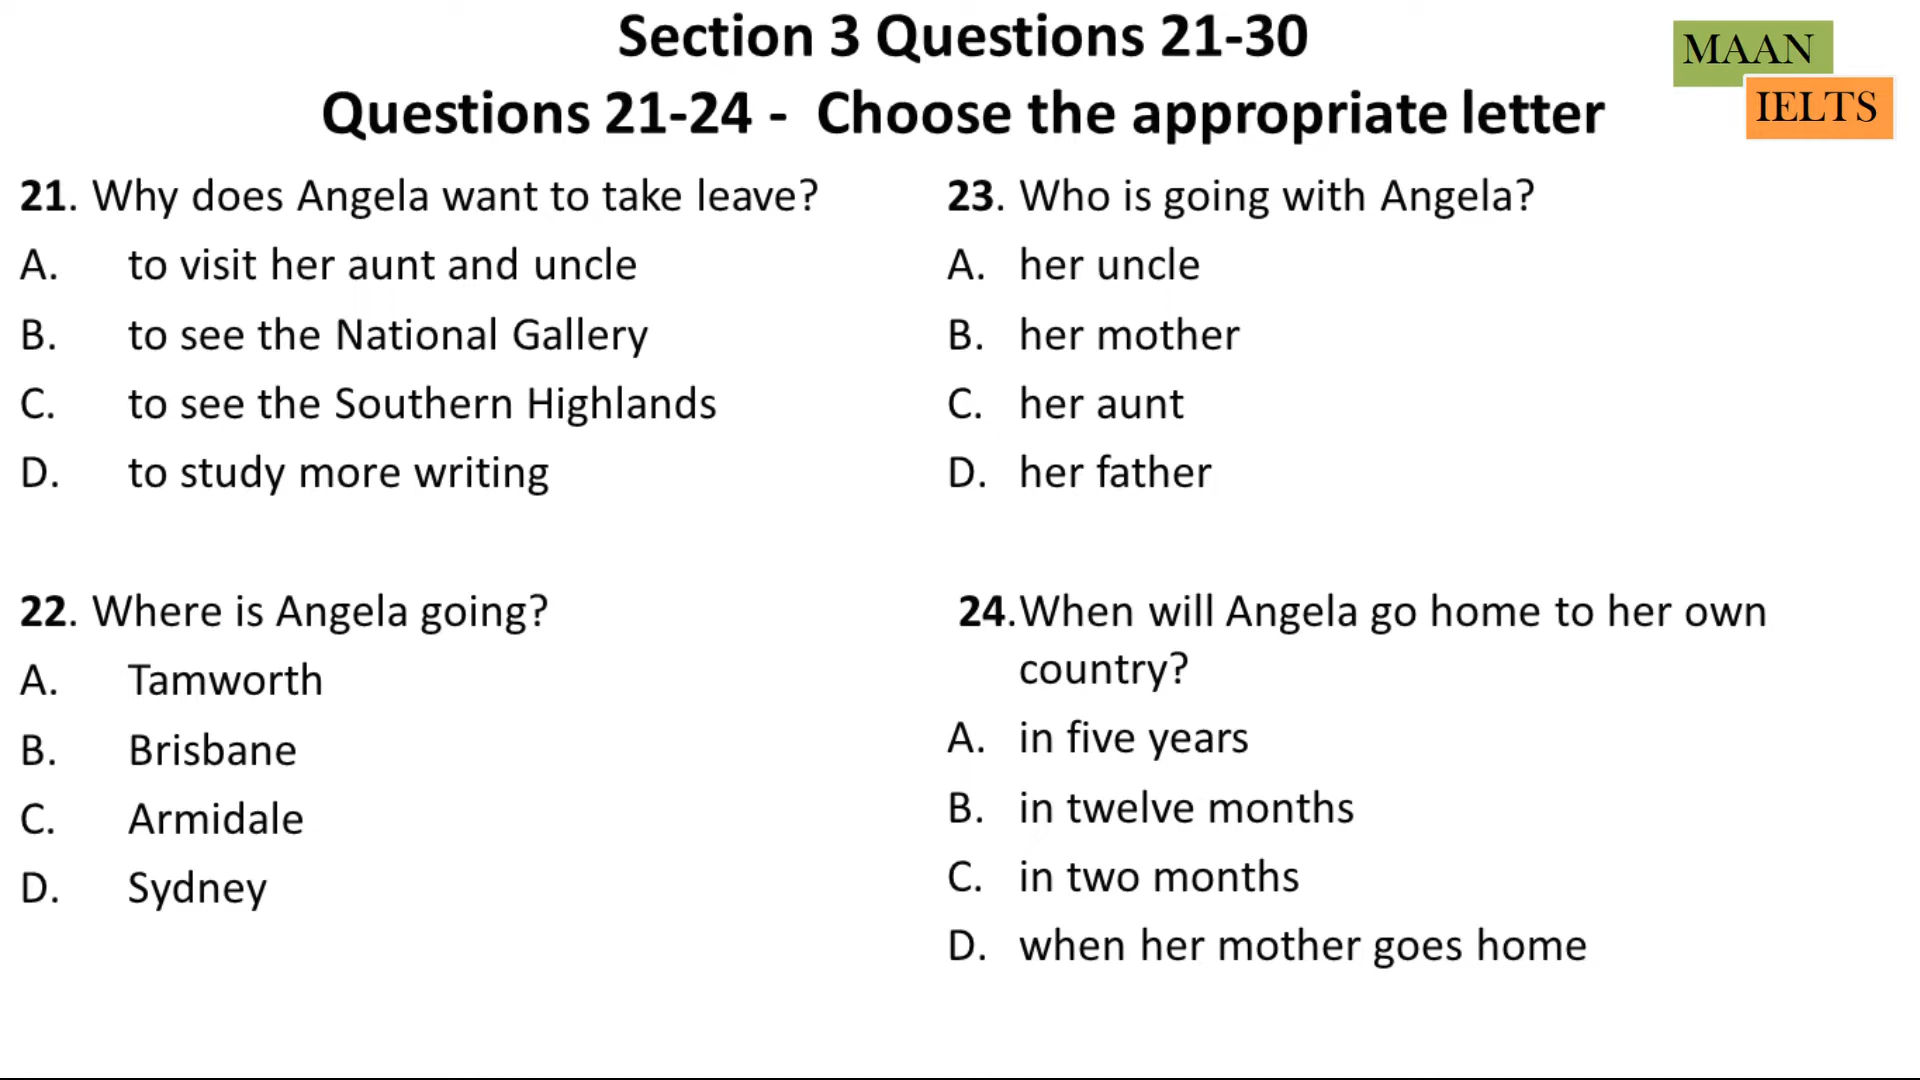 Section 3 Questions 21-30
Questions 21-24 - Choose the appropriate letter
MAAN
IELTS
21. Why does Angela want to take leave?
A. to visit her aunt and uncle
B. to see the National Gallery
C. to see the Southern Highlands
D. to study more writing
22. Where is Angela going?
A. Tamworth
B. Brisbane
C. Armidale
D. Sydney
23. Who is going with Angela?
A. her uncle
B. her mother
C. her aunt
D. her father
24.When will Angela go home to her own
country?
A. in five years
B. in twelve months
C. in two months
D. when her mother goes home